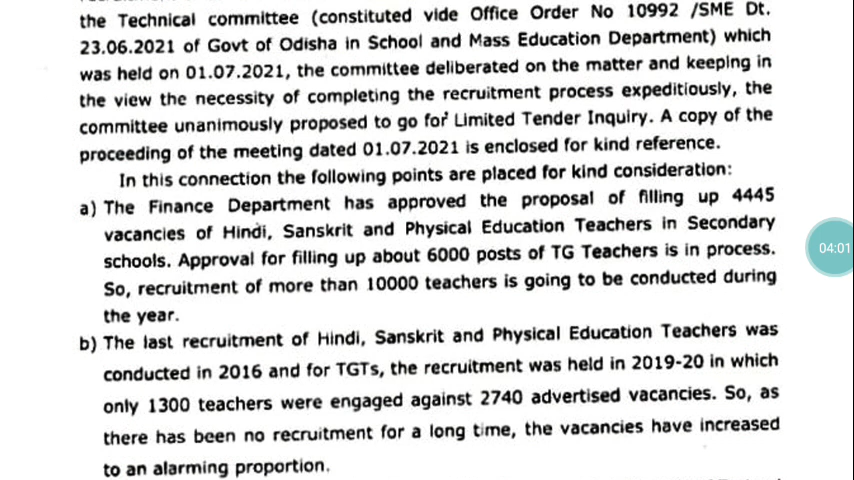 the Technical committee (constituted vide Office Order No 10992 /SME Dt.
23.06.2021 of Govt of Odisha in School and Mass Education Department) which
was held on 01.07.2021, the committee deliberated on the matter and keeping in
the view the necessity of completing the recruitment process expeditiously, the
committee unanimously proposed to go for Limited Tender Inquiry. A copy of the
proceeding of the meeting dated 01.07.2021 is enclosed for kind reference.
In this connection the following points are placed for kind consideration:
a) The Finance Department has approved the proposal of filling up 4445
vacancies of Hindi, Sanskrit and Physical Education Teachers in Secondary
schools. Approval for filling up about 6000 posts of TG Teachers is in process.
So, recruitment of more than 10000 teachers is going to be conducted during
the year.
b) The last recruitment of Hindi, Sanskrit and Physical Education Teachers was
conducted in 2016 and for TGTs, the recruitment was held in 2019-20 in which
only 1300 teachers were engaged against 2740 advertised vacancies. So, as
there has been no recruitment for a long time, the vacancies have increased
to an alarming proportion.
04:01